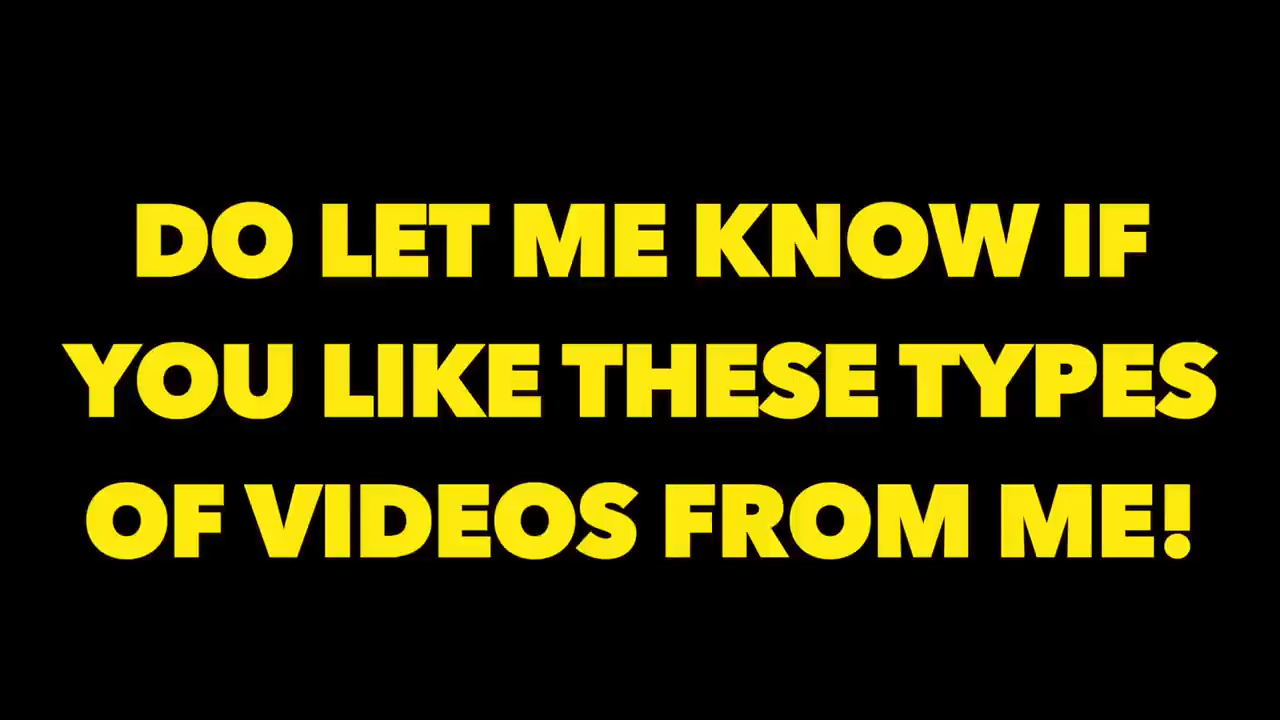 DO LET ME KNOW IF
YOU LIKE THESE TYPES
OF VIDEOS FROM ME!